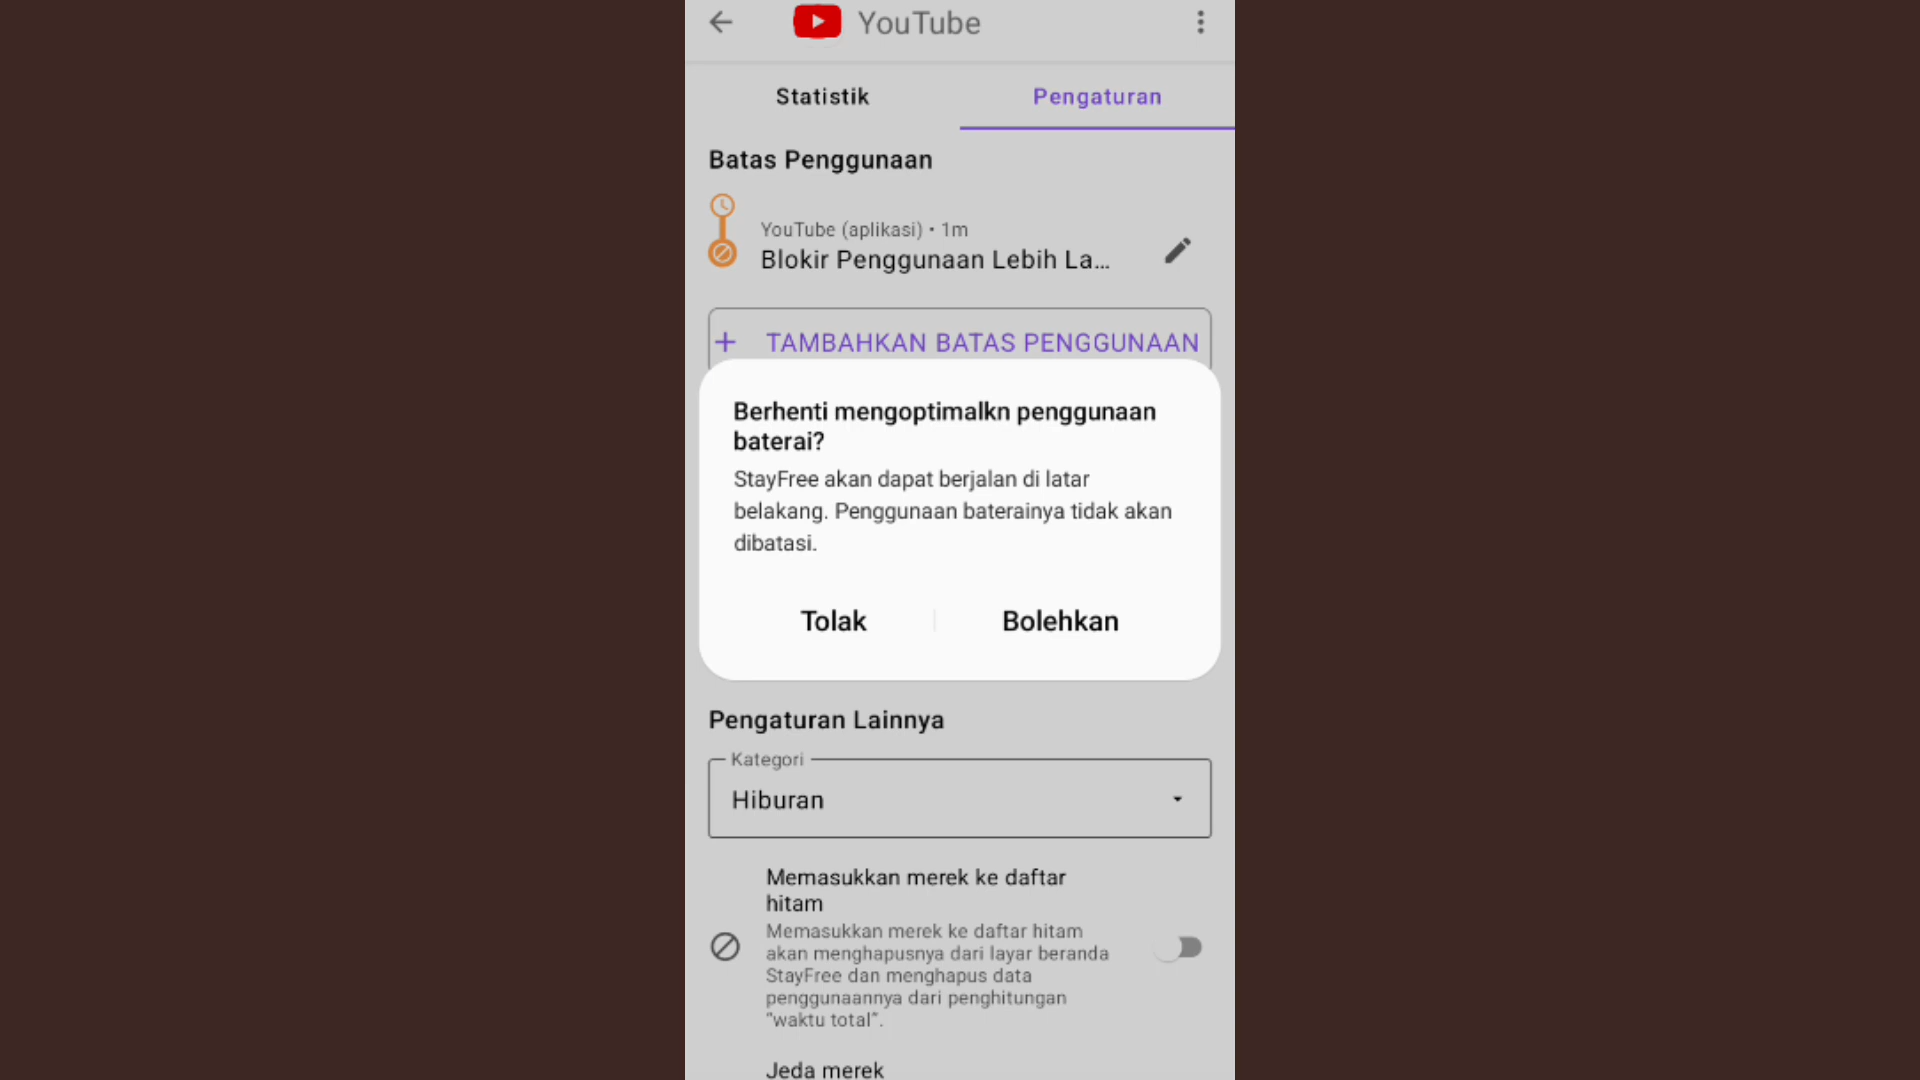 YouTube
Statistik
Pengaturan
Batas Penggunaan
YouTube (aplikasi) • 1m
Blokir Penggunaan Lebih La...
+ TAMBAHKAN BATAS PENGGUNAAN
Berhenti mengoptimalkn penggunaan
baterai?
StayFree akan dapat berjalan di latar
belakang. Penggunaan baterainya tidak akan
dibatasi.
Tolak
Bolehkan
Pengaturan Lainnya
Kategori
Hiburan
Memasukkan merek ke daftar
hitam
Memasukkan merek ke daftar hitam
akan menghapusnya dari layar beranda
StayFree dan menghapus data
penggunaannya dari penghitungan
"waktu total".
Jeda merek